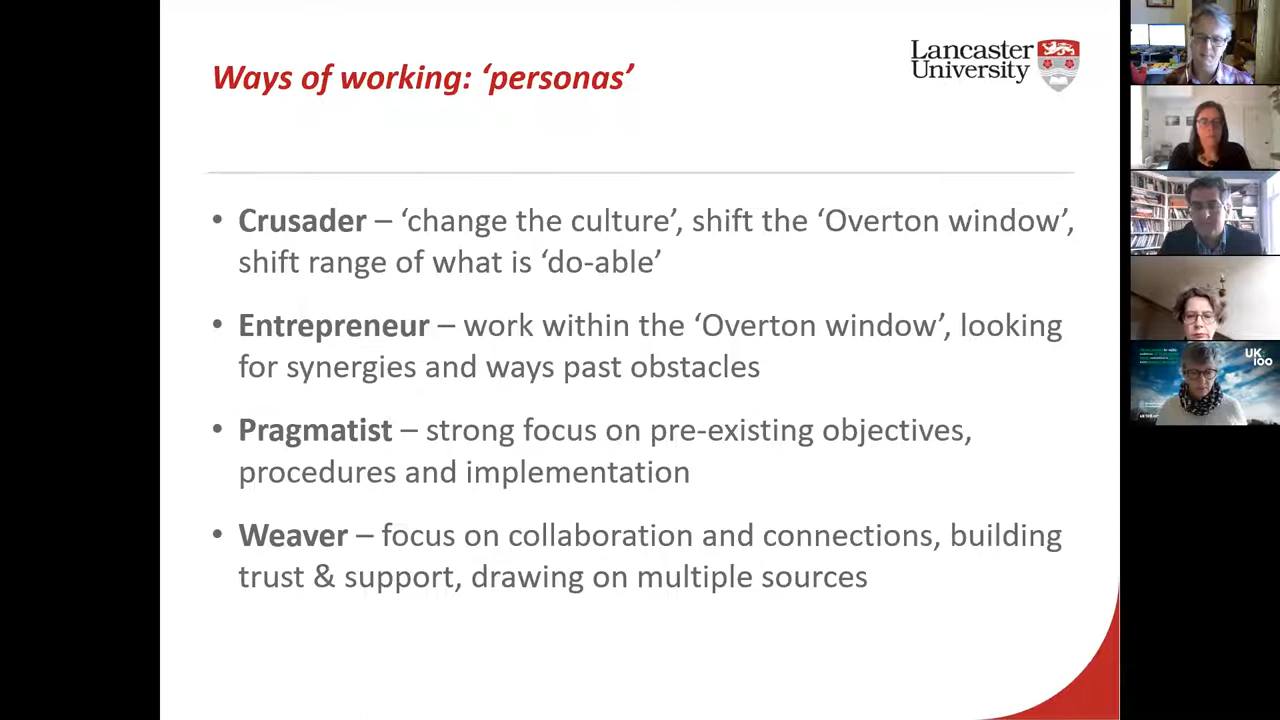 Ways of working: ‘personas’
Lancaster
University
• Crusader – ‘change the culture’, shift the ‘Overton window’,
shift range of what is ‘do-able’
• Entrepreneur – work within the ‘Overton window’, looking
for synergies and ways past obstacles
• Pragmatist – strong focus on pre-existing objectives,
procedures and implementation
• Weaver – focus on collaboration and connections, building
trust & support, drawing on multiple sources
UK
100